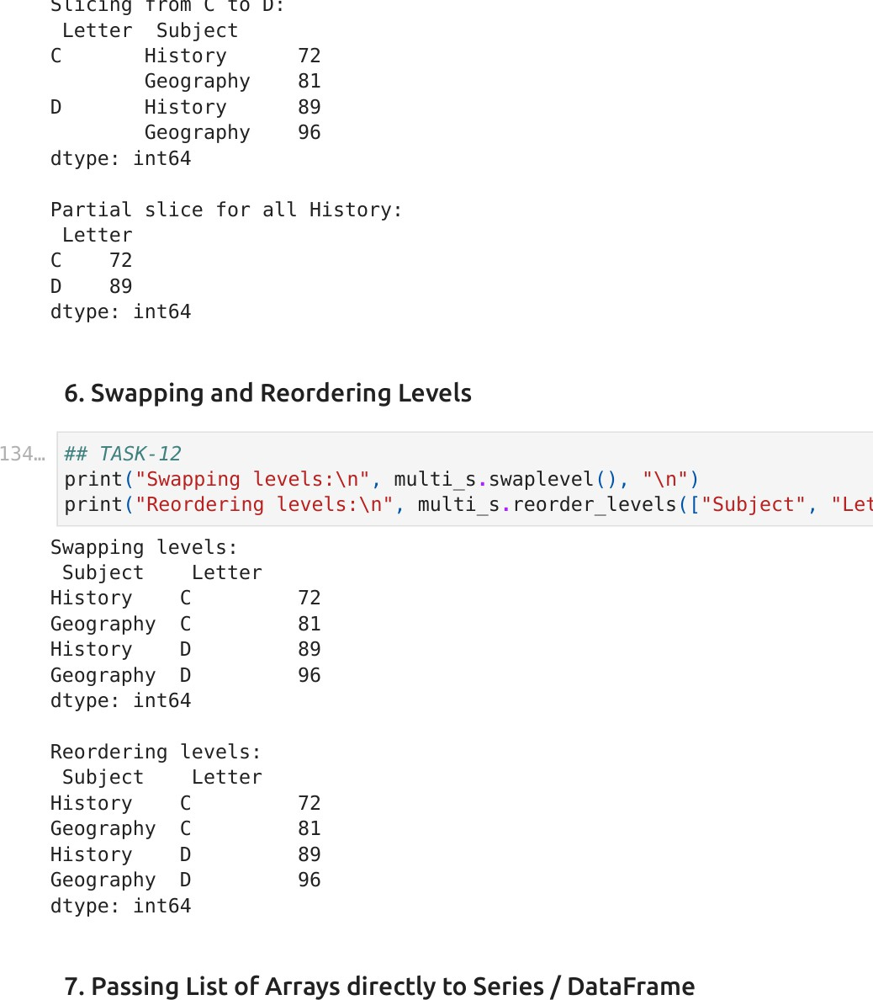 Slicing from C to D:
Letter Subject
C History 72
Geography 81
D History 89
Geography 96
dtype: int64
Partial slice for all History:
Letter
C 72
D 89
dtype: int64
6. Swapping and Reordering Levels
134… ## TASK-12
print("Swapping levels:\n", multi_s.swaplevel(), "\n")
print("Reordering levels:\n", multi_s.reorder_levels(["Subject", "Let
Swapping levels:
Subject Letter
History C 72
Geography C 81
History D 89
Geography D 96
dtype: int64
Reordering levels:
Subject Letter
History C 72
Geography C 81
History D 89
Geography D 96
dtype: int64
7. Passing List of Arrays directly to Series / DataFrame